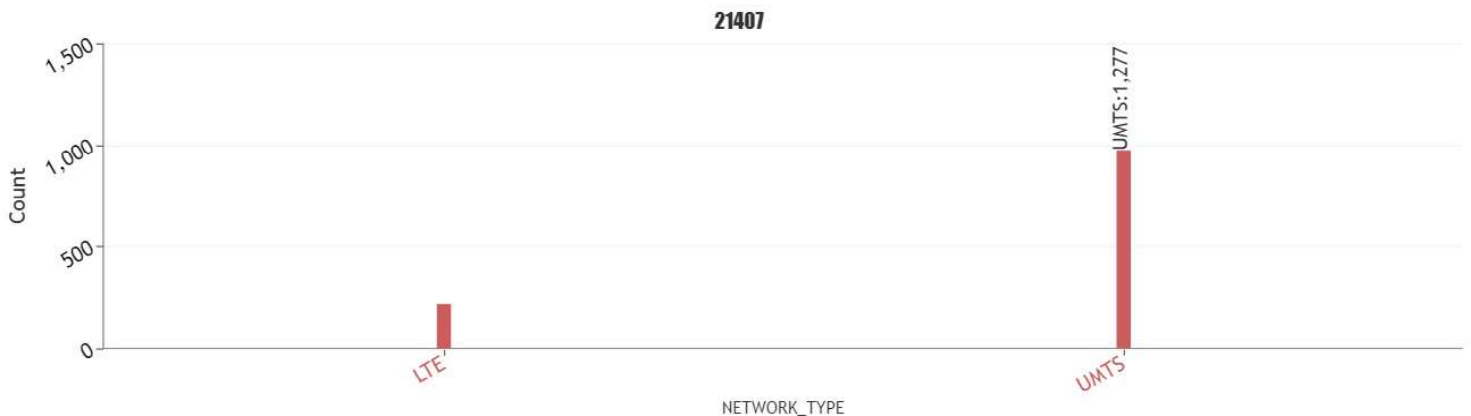 21407
1,500
1,000
500
0
Count
UMTS:1,277
LTE
UMTS
NETWORK_TYPE